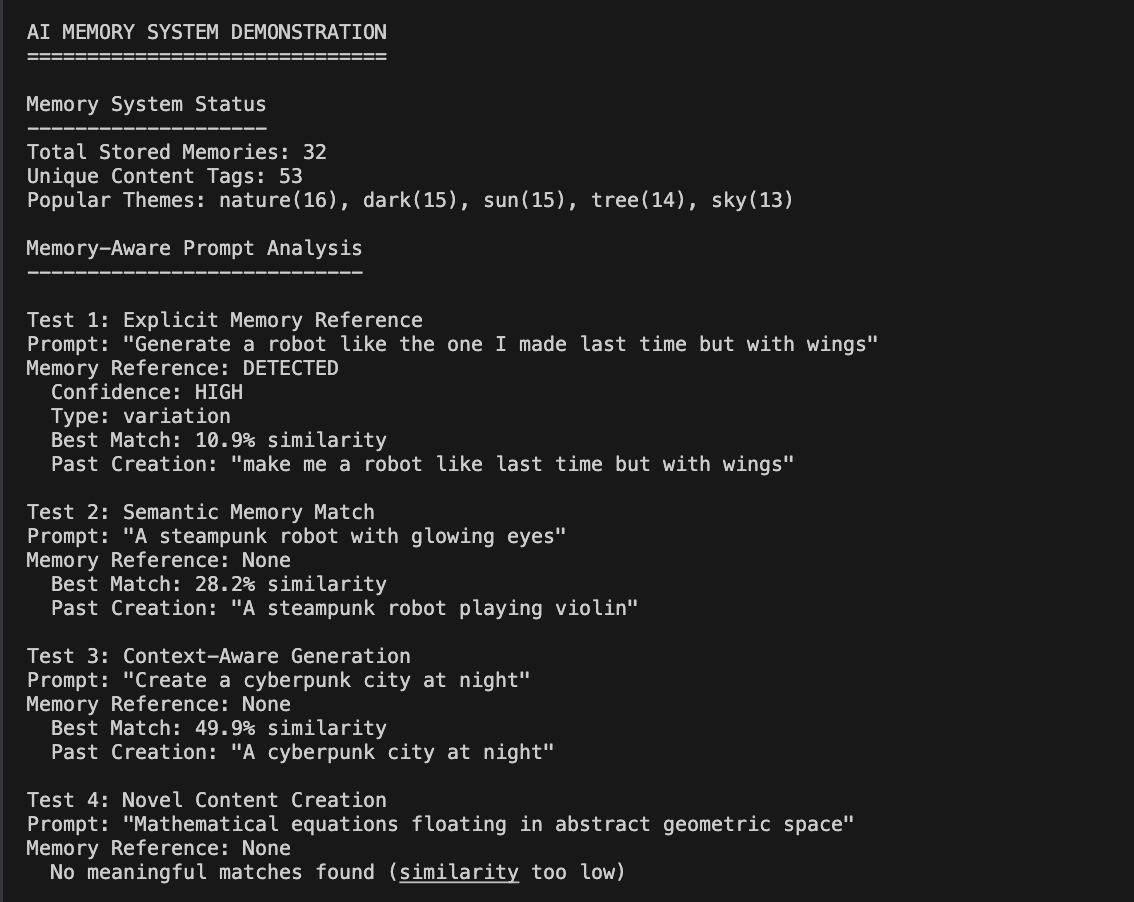 AI MEMORY SYSTEM DEMONSTRATION
==============================
Memory System Status
--------------------
Total Stored Memories: 32
Unique Content Tags: 53
Popular Themes: nature(16), dark(15), sun(15), tree(14), sky(13)
Memory-Aware Prompt Analysis
----------------------------
Test 1: Explicit Memory Reference
Prompt: "Generate a robot like the one I made last time but with wings"
Memory Reference: DETECTED
Confidence: HIGH
Type: variation
Best Match: 10.9% similarity
Past Creation: "make me a robot like last time but with wings"
Test 2: Semantic Memory Match
Prompt: "A steampunk robot with glowing eyes"
Memory Reference: None
Best Match: 28.2% similarity
Past Creation: "A steampunk robot playing violin"
Test 3: Context-Aware Generation
Prompt: "Create a cyberpunk city at night"
Memory Reference: None
Best Match: 49.9% similarity
Past Creation: "A cyberpunk city at night"
Test 4: Novel Content Creation
Prompt: "Mathematical equations floating in abstract geometric space"
Memory Reference: None
No meaningful matches found (similarity too low)